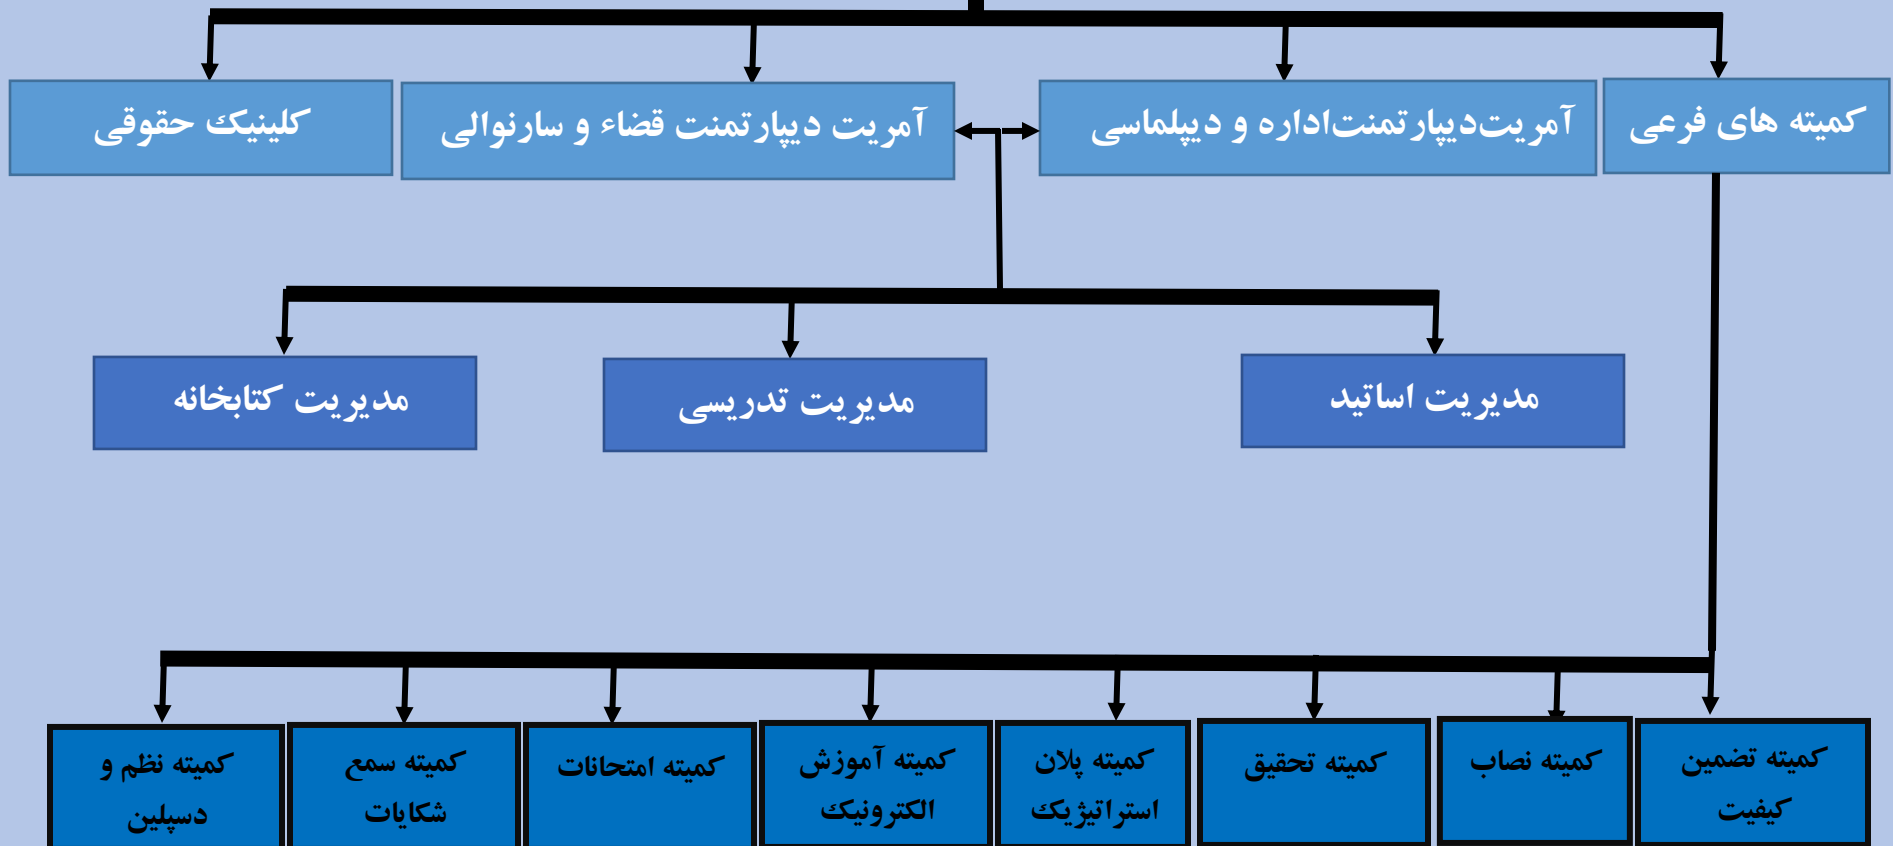 کمیته های فرعی
آمریت دیپارتمنت اداره و دیپلماسی
آمریت دیپارتمنت قضاء و سارنوالی
کلینیک حقوقی
مدیریت اساتید
مدیریت تدریسی
مدیریت کتابخانه
کمیته تضمین
کیفیت
کمیته نصاب
کمیته تحقیق
کمیته پلان
استراتیژیک
کمیته آموزش
الکترونیک
کمیته امتحانات
کمیته سمع
شکایات
کمیته نظم و
دسپلین